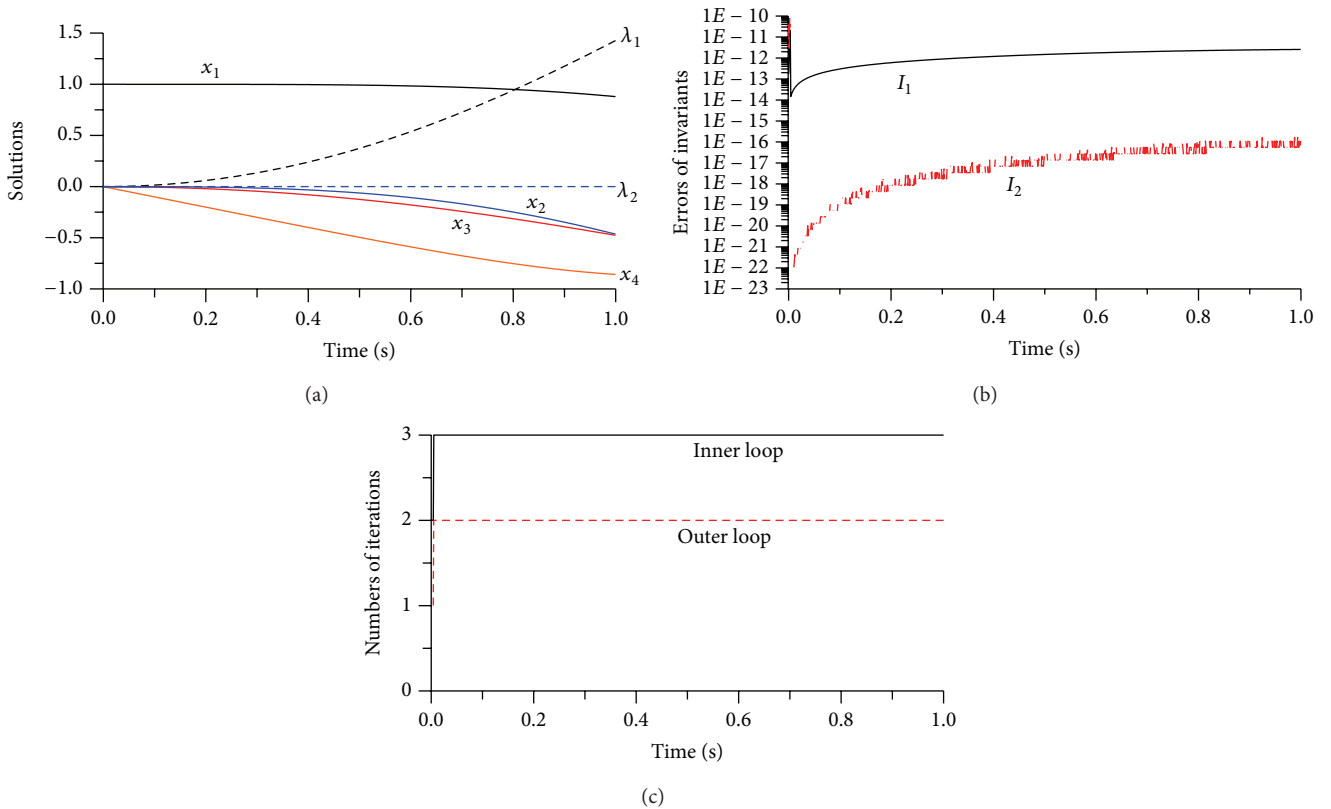 1.5
1.0
0.5
0.0
−0.5
−1.0
Solutions
x1
λ1
λ2
x2
x3
x4
0.0 0.2 0.4 0.6 0.8 1.0
Time (s)
(a)
1E − 10
1E − 11
1E − 12
1E − 13
1E − 14
1E − 15
1E − 16
1E − 17
1E − 18
1E − 19
1E − 20
1E − 21
1E − 22
1E − 23
Errors of invariants
I1
I2
0.0 0.2 0.4 0.6 0.8 1.0
Time (s)
(b)
3
2
1
0
Numbers of iterations
Inner loop
Outer loop
0.0 0.2 0.4 0.6 0.8 1.0
Time (s)
(c)